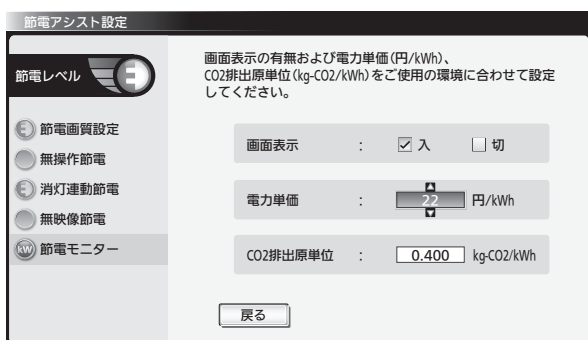 節電アシスト設定
節電レベル
E
画面表示の有無および電力単価(円/kWh)、
CO2排出原単位(kg-CO2/kWh)をご使用の環境に合わせて設定
してください。
E 節電画質設定
無操作節電
E 消灯連動節電
無映像節電
kW 節電モニター
画面表示 : 入 切
電力単価 : 22 円/kWh
CO2排出原単位 : 0.400 kg-CO2/kWh
戻る